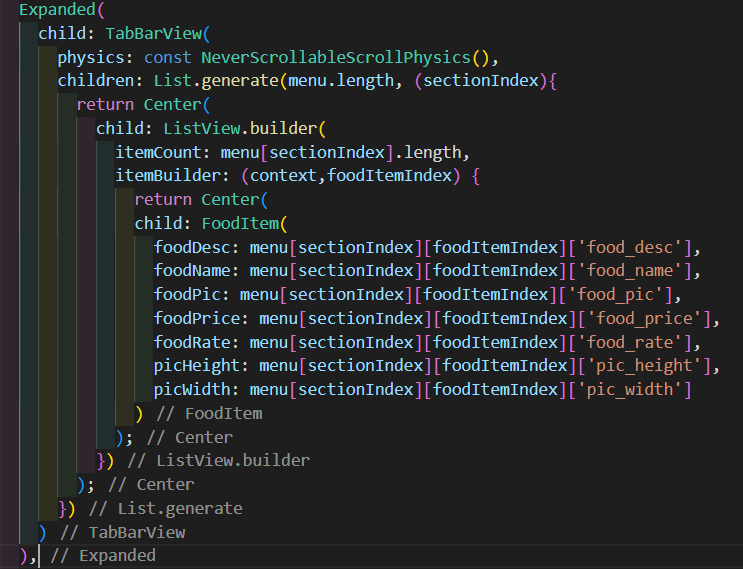 Expanded(
child: TabBarView(
physics: const NeverScrollableScrollPhysics(),
children: List.generate(menu.length, (sectionIndex){
return Center(
child: ListView.builder(
itemCount: menu[sectionIndex].length,
itemBuilder: (context,foodItemIndex) {
return Center(
child: FoodItem(
foodDesc: menu[sectionIndex][foodItemIndex]['food_desc'],
foodName: menu[sectionIndex][foodItemIndex]['food_name'],
foodPic: menu[sectionIndex][foodItemIndex]['food_pic'],
foodPrice: menu[sectionIndex][foodItemIndex]['food_price'],
foodRate: menu[sectionIndex][foodItemIndex]['food_rate'],
picHeight: menu[sectionIndex][foodItemIndex]['pic_height'],
picWidth: menu[sectionIndex][foodItemIndex]['pic_width']
) // FoodItem
); // Center
}) // ListView.builder
); // Center
}) // List.generate
) // TabBarView
), // Expanded